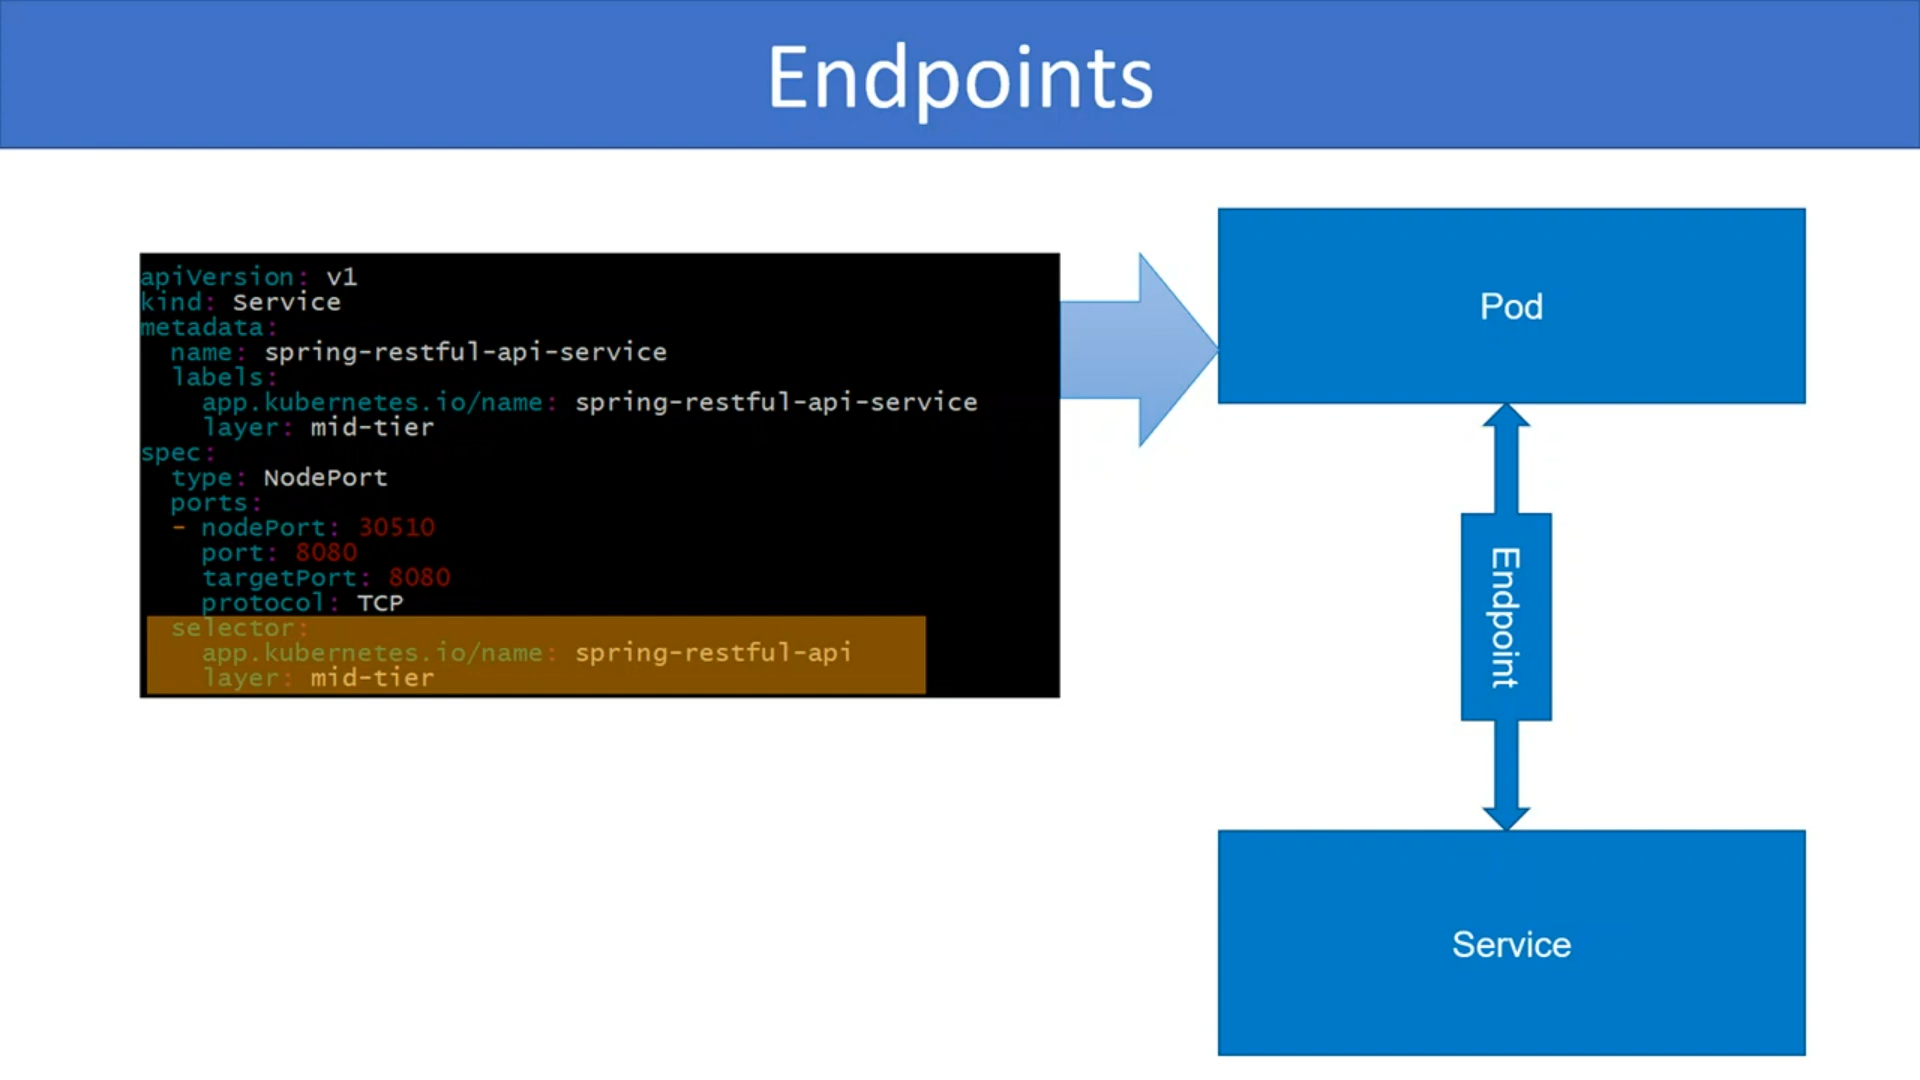 Endpoints
apiVersion: v1
kind: Service
metadata:
  name: spring-restful-api-service
  labels:
    app.kubernetes.io/name: spring-restful-api-service
    layer: mid-tier
spec:
  type: NodePort
  ports:
  - nodePort: 30510
    port: 8080
    targetPort: 8080
    protocol: TCP
  selector:
    app.kubernetes.io/name: spring-restful-api
    layer: mid-tier
Pod
Endpoint
Service